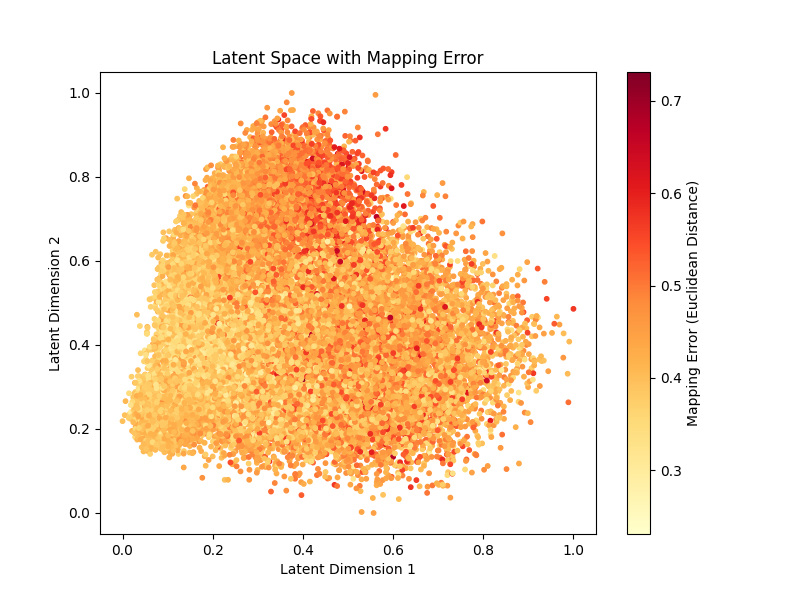 Latent Space with Mapping Error
1.0
0.8
0.6
0.4
0.2
0.0
Latent Dimension 2
0.0 0.2 0.4 0.6 0.8 1.0
Latent Dimension 1
0.7
0.6
0.5
0.4
0.3
Mapping Error (Euclidean Distance)